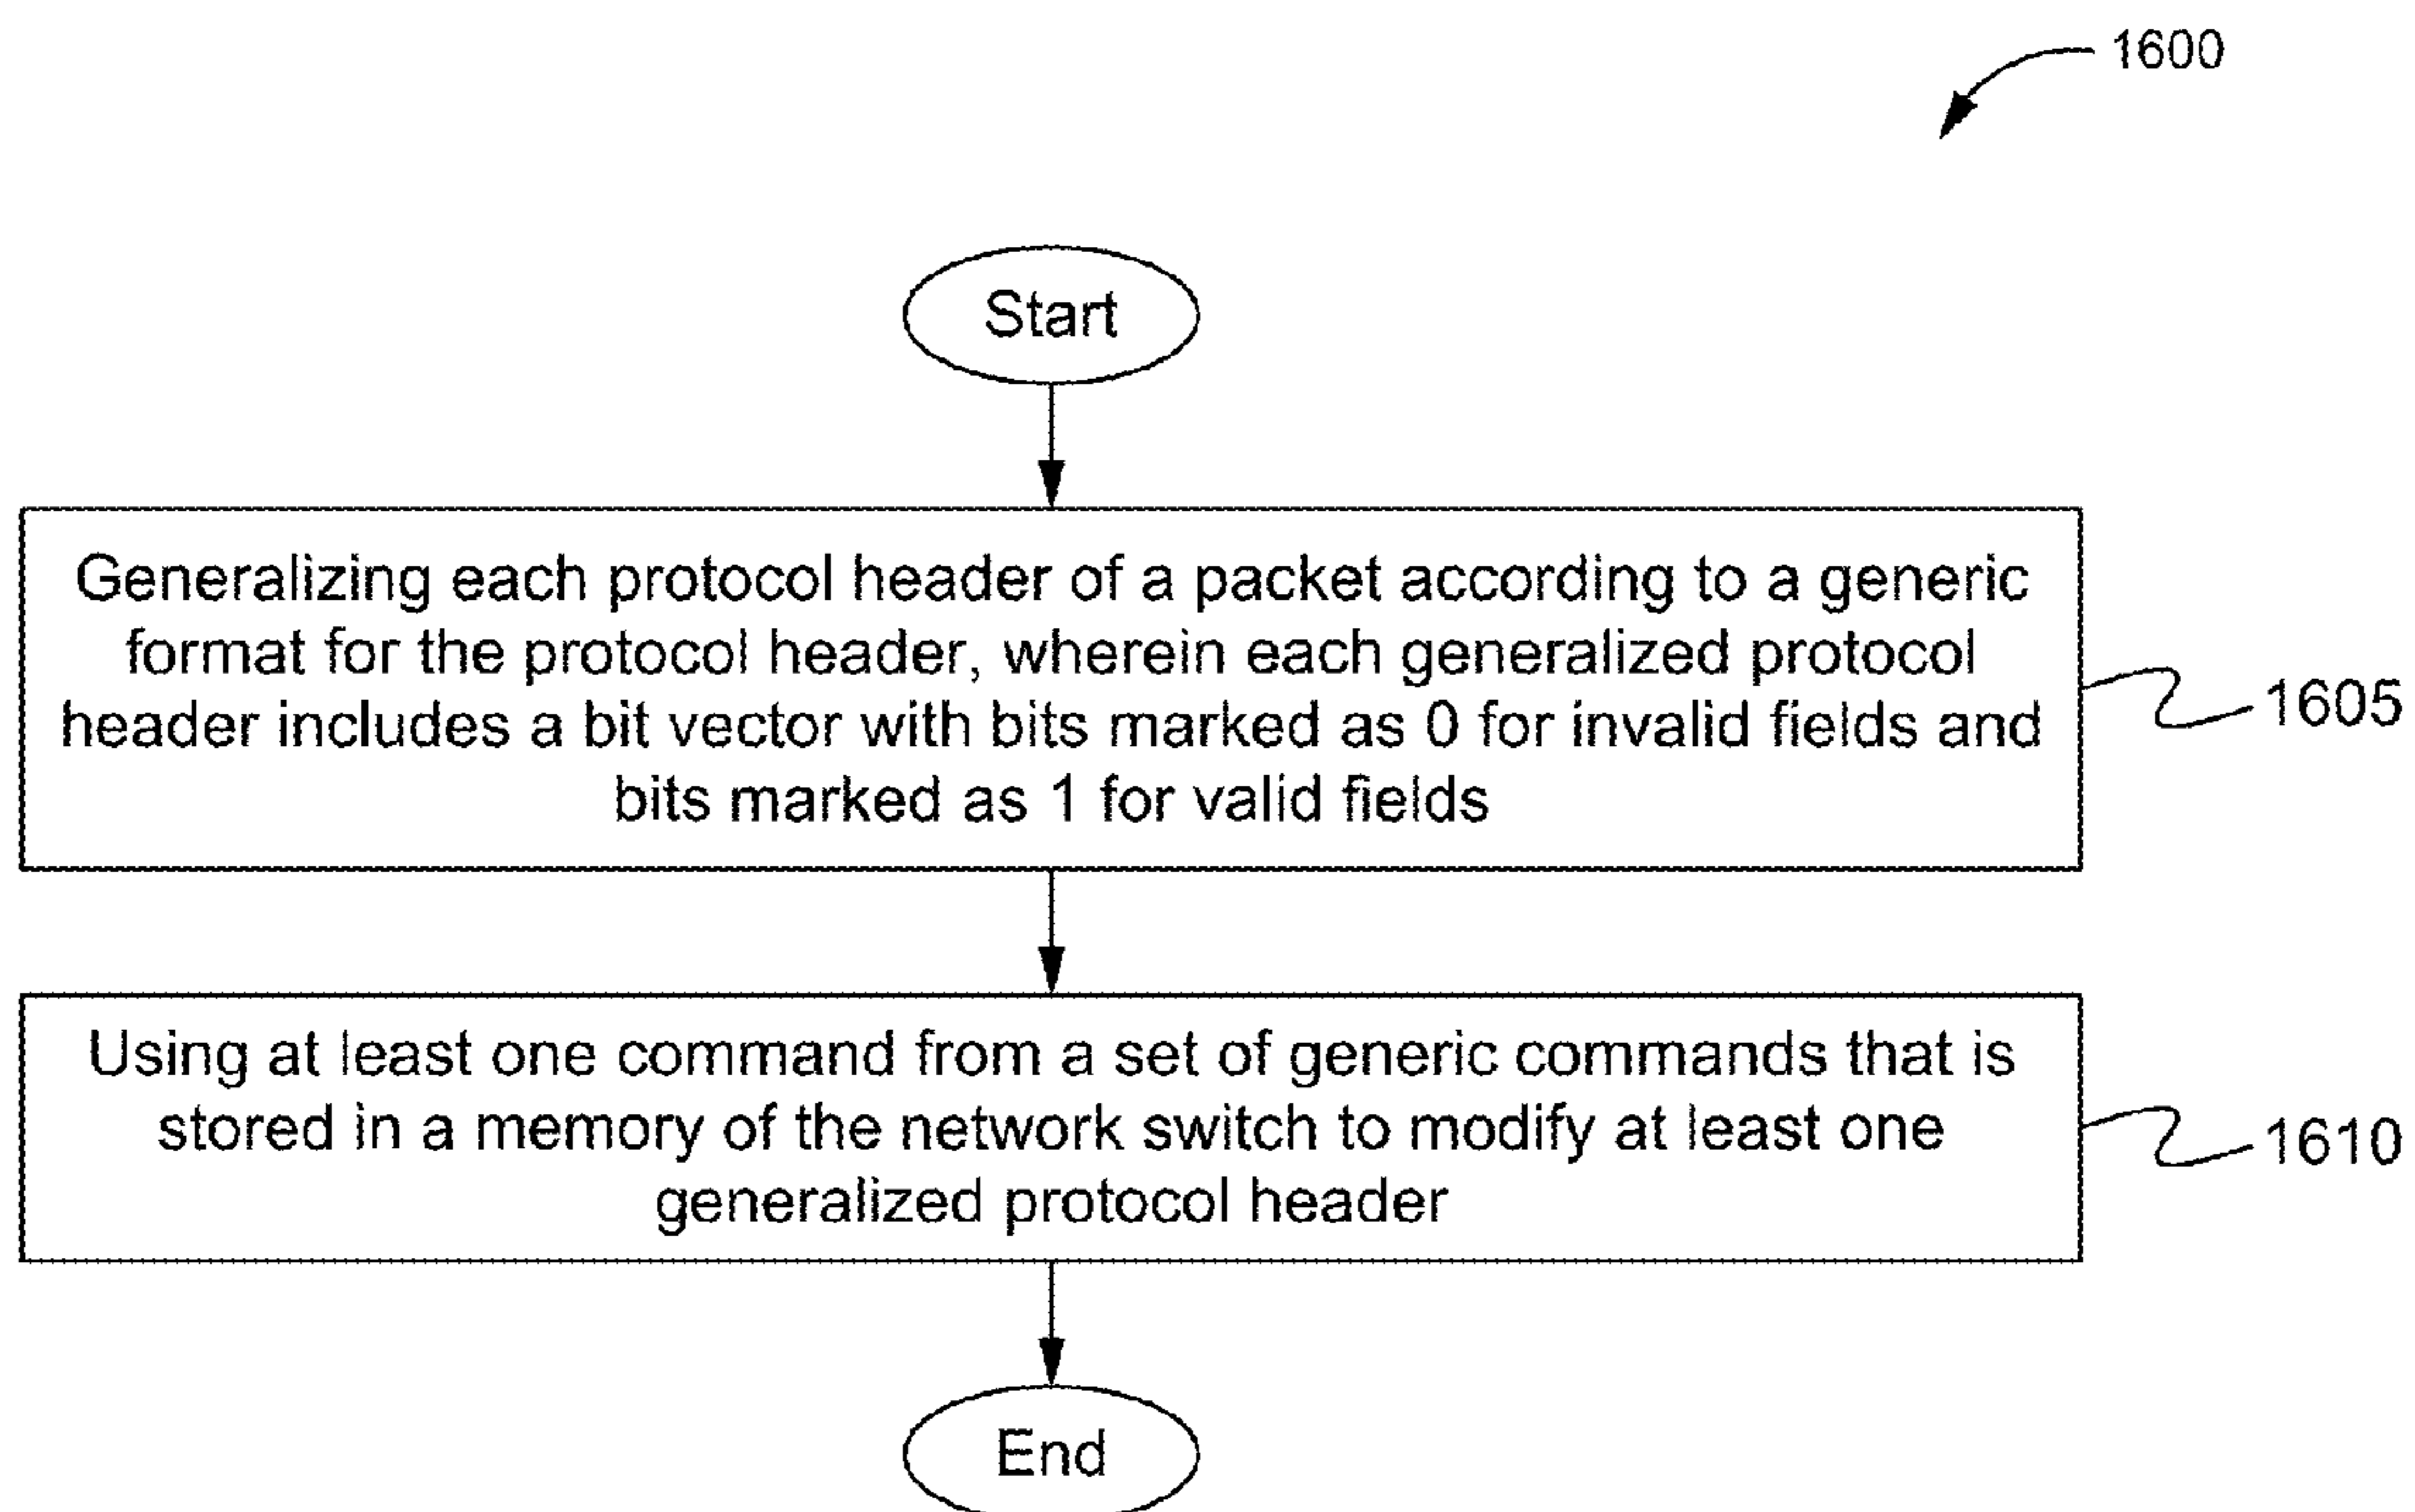 1600
Start
Generalizing each protocol header of a packet according to a generic
format for the protocol header, wherein each generalized protocol
header includes a bit vector with bits marked as 0 for invalid fields and
bits marked as 1 for valid fields
1605
Using at least one command from a set of generic commands that is
stored in a memory of the network switch to modify at least one
generalized protocol header
1610
End